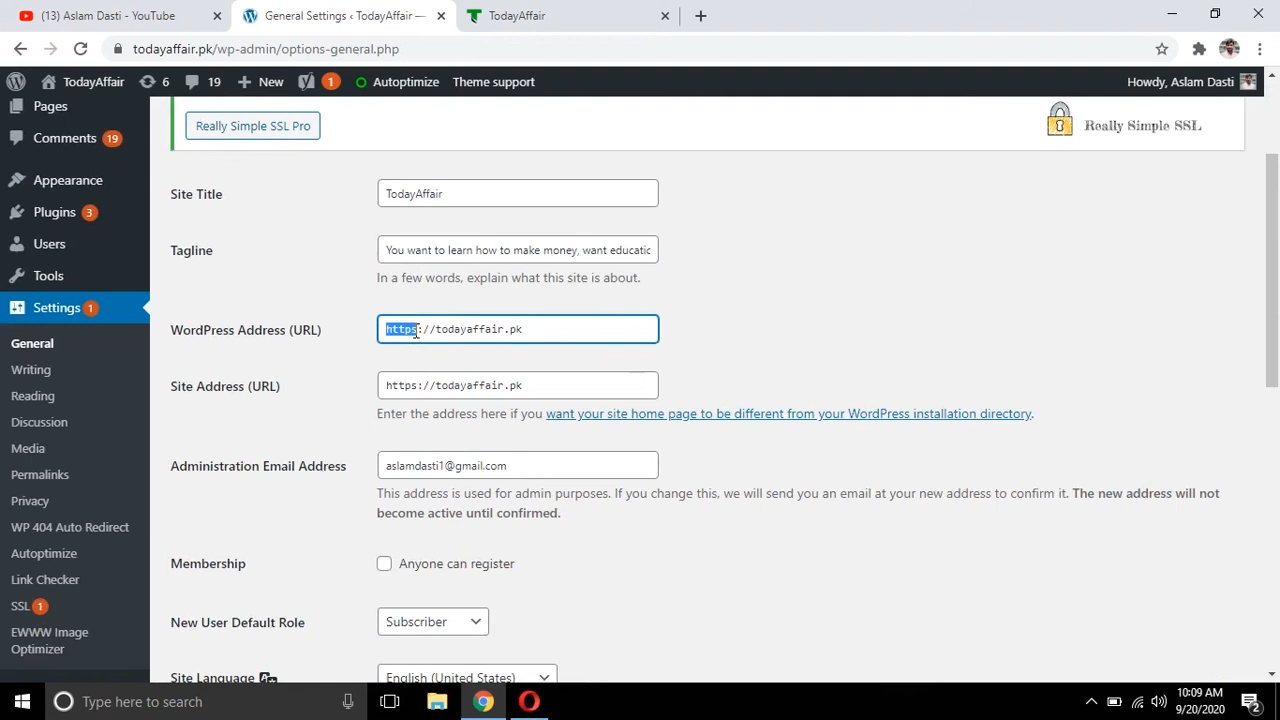 (13) Aslam Dasti - YouTube
General Settings ‹ TodayAffair —
TodayAffair
todayaffair.pk/wp-admin/options-general.php
TodayAffair 6 19 New 1 Autoptimize Theme support Howdy, Aslam Dasti
Pages
Comments 19
Appearance
Plugins 3
Users
Tools
Settings 1
General
Writing
Reading
Discussion
Media
Permalinks
Privacy
WP 404 Auto Redirect
Autoptimize
Link Checker
SSL 1
EWWW Image
Optimizer
Really Simple SSL Pro
Really Simple SSL
Site Title
TodayAffair
Tagline
You want to learn how to make money, want educatic
In a few words, explain what this site is about.
WordPress Address (URL)
https://todayaffair.pk
Site Address (URL)
https://todayaffair.pk
Enter the address here if you want your site home page to be different from your WordPress installation directory.
Administration Email Address
aslamdasti1@gmail.com
This address is used for admin purposes. If you change this, we will send you an email at your new address to confirm it. The new address will not
become active until confirmed.
Membership
Anyone can register
New User Default Role
Subscriber
Site Language
English (United States)
Type here to search
10:09 AM
9/20/2020
2